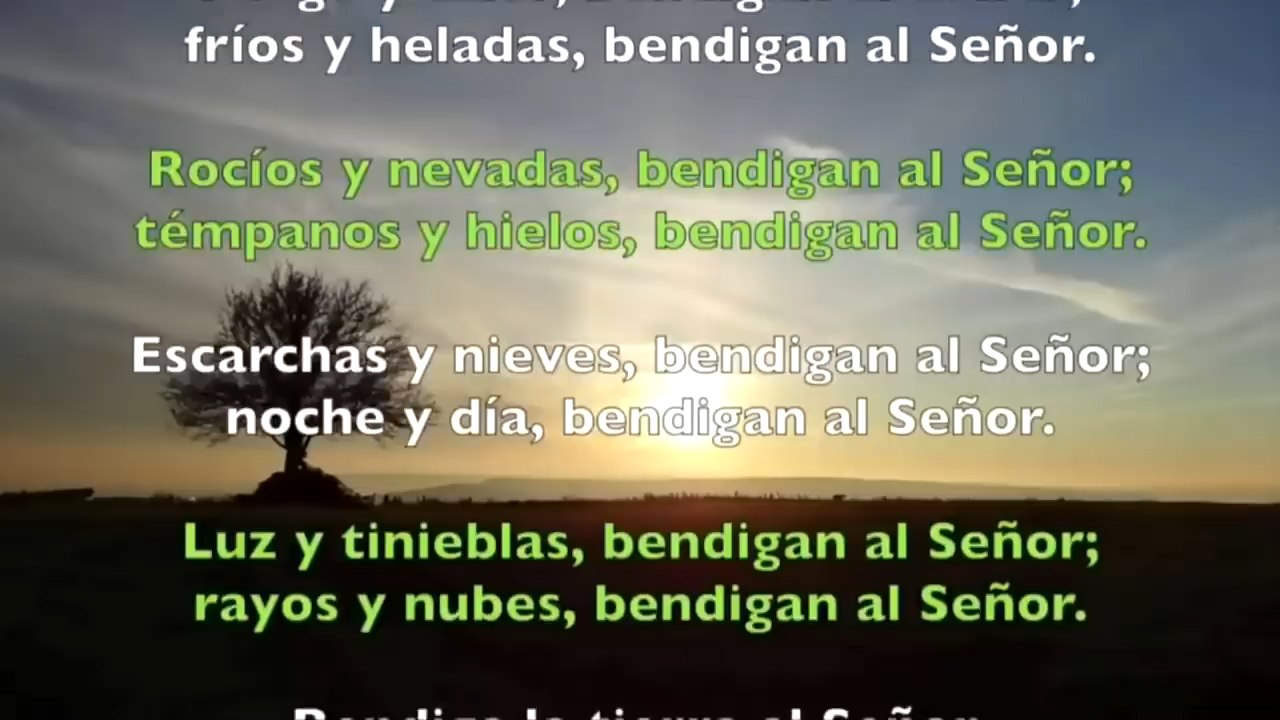 fríos y heladas, bendigan al Señor.
Rocíos y nevadas, bendigan al Señor;
témpanos y hielos, bendigan al Señor.
Escarchas y nieves, bendigan al Señor;
noche y día, bendigan al Señor.
Luz y tinieblas, bendigan al Señor;
rayos y nubes, bendigan al Señor.
Bendiga la tierra al Señor